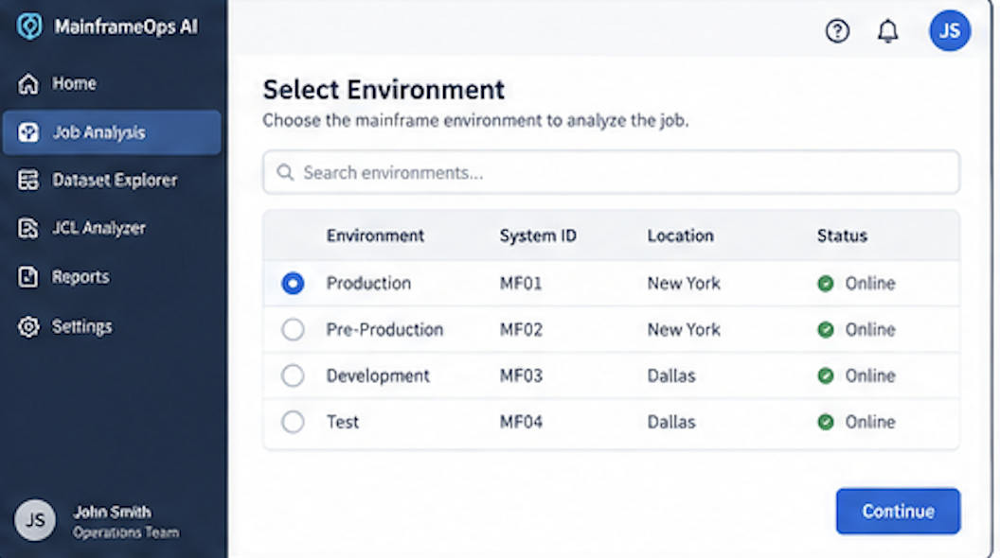 MainframeOps AI
Home
Job Analysis
Dataset Explorer
JCL Analyzer
Reports
Settings
JS
John Smith
Operations Team
JS
Select Environment
Choose the mainframe environment to analyze the job.
Search environments...
Environment System ID Location Status
Production MF01 New York Online
Pre-Production MF02 New York Online
Development MF03 Dallas Online
Test MF04 Dallas Online
Continue